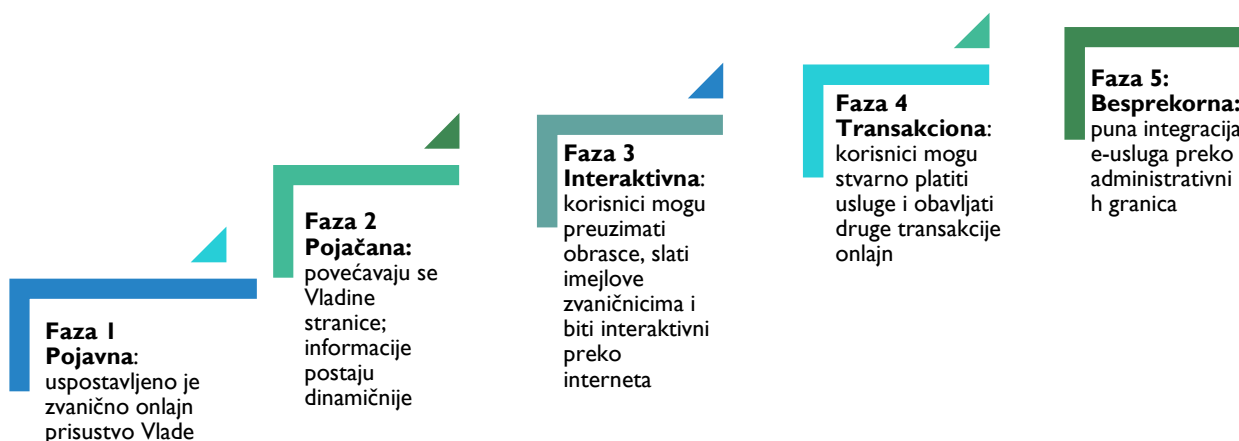 Faza 1
Pojavna:
uspostavljeno je
zvanično onlajn
prisustvo Vlade
Faza 2
Pojačana:
povećavaju se
Vladine
stranice;
informacije
postaju
dinamičnije
Faza 3
Interaktivna:
korisnici mogu
preuzimati
obrasce, slati
imejlove
zvaničnicima i
biti interaktivni
preko
interneta
Faza 4
Transakciona:
korisnici mogu
stvarno platiti
usluge i obavljati
druge transakcije
onlajn
Faza 5:
Besprekorna:
puna integracija
e-usluga preko
administrativni
h granica